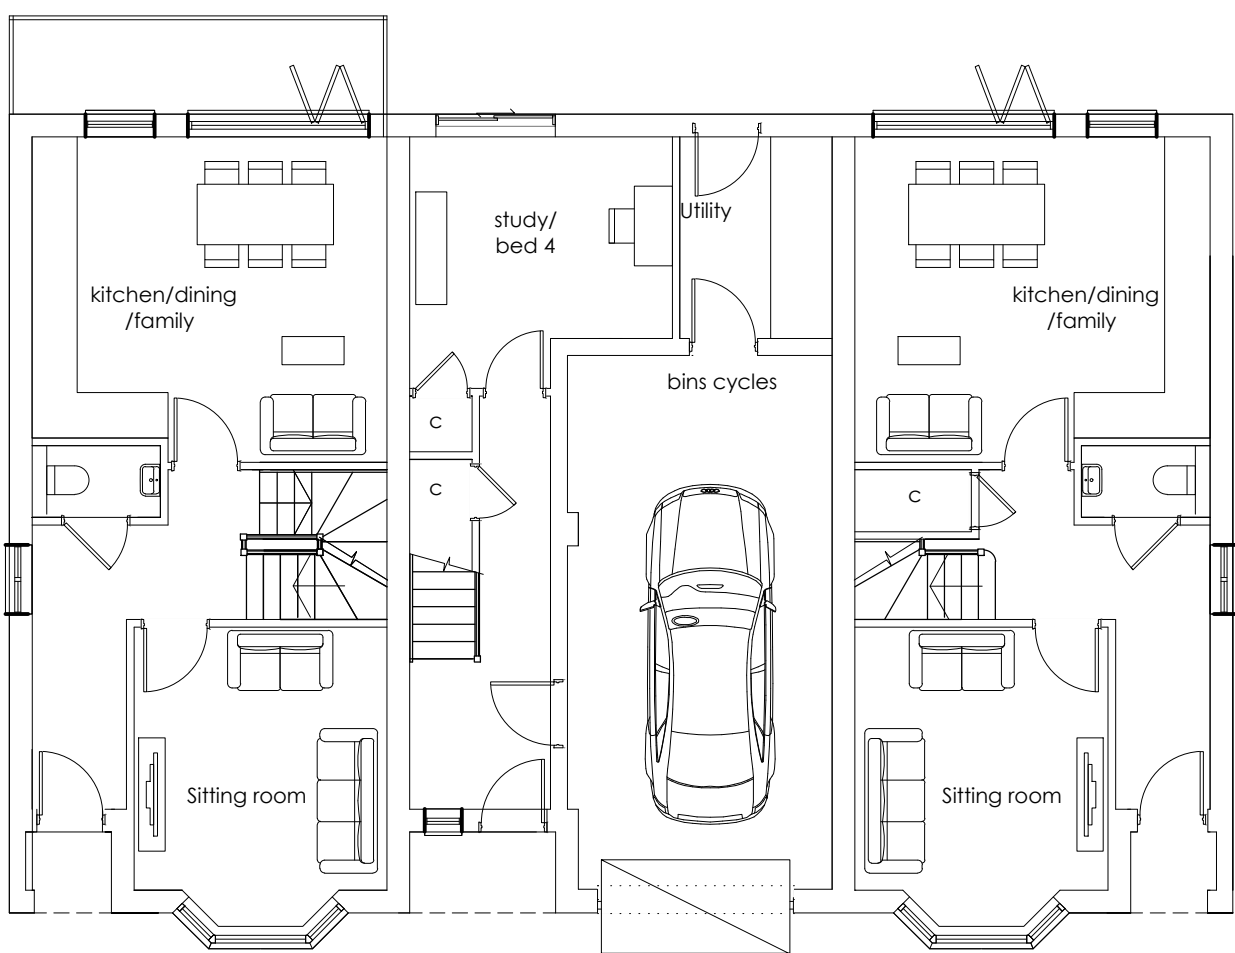 study/
bed 4
Utility
kitchen/dining
/family
kitchen/dining
/family
bins cycles
C
C
C
Sitting room
Sitting room